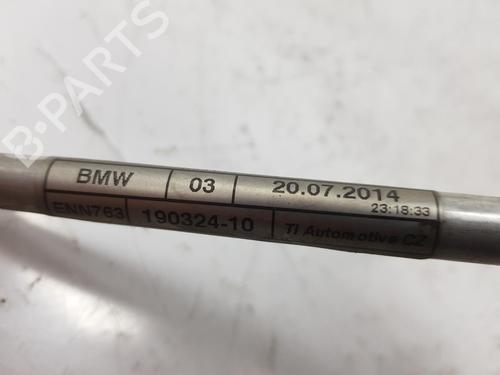 B-PARTS
BMW 03 20.07.2014
23:18:33
ENN763 190324-10 TI Automotive CZ